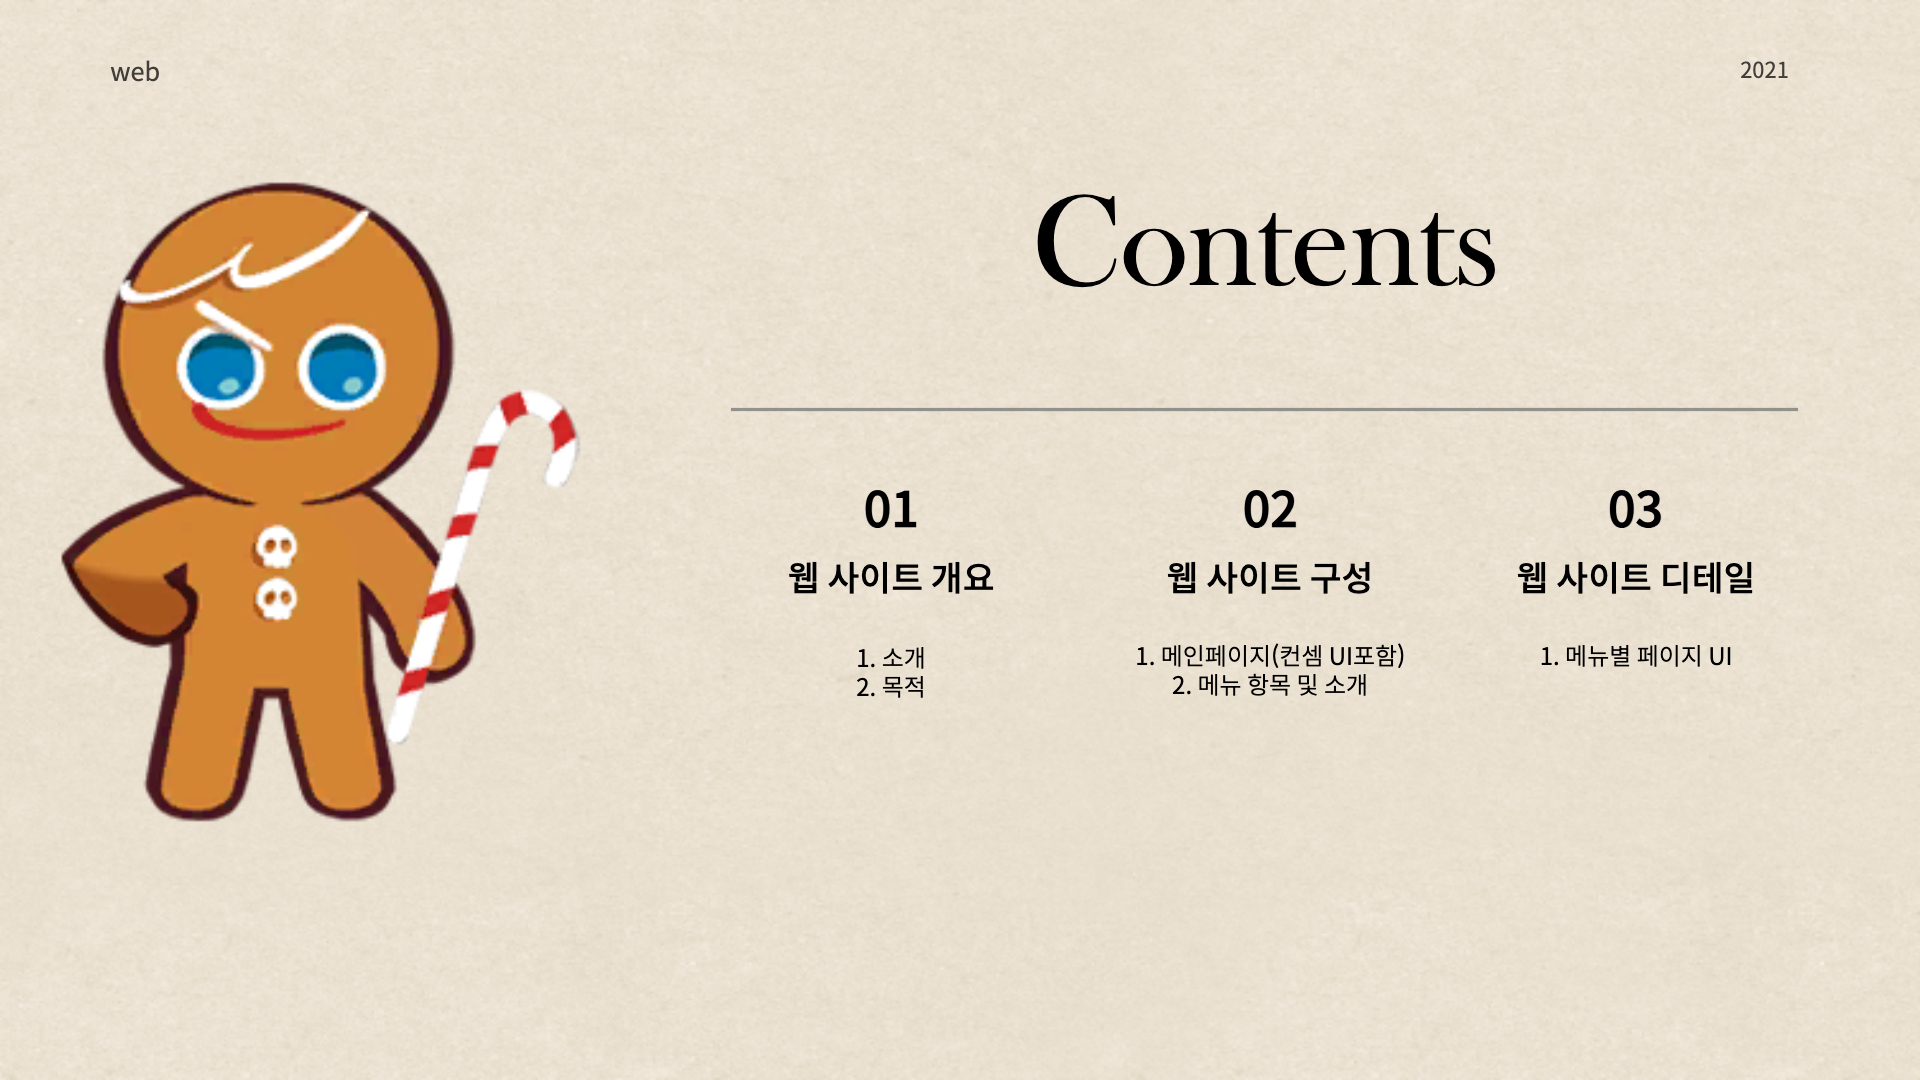 web
2021
Contents
01
웹 사이트 개요
1. 소개
2. 목적
02
웹 사이트 구성
1. 메인페이지(컨셈 UI포함)
2. 메뉴 항목 및 소개
03
웹 사이트 디테일
1. 메뉴별 페이지 UI